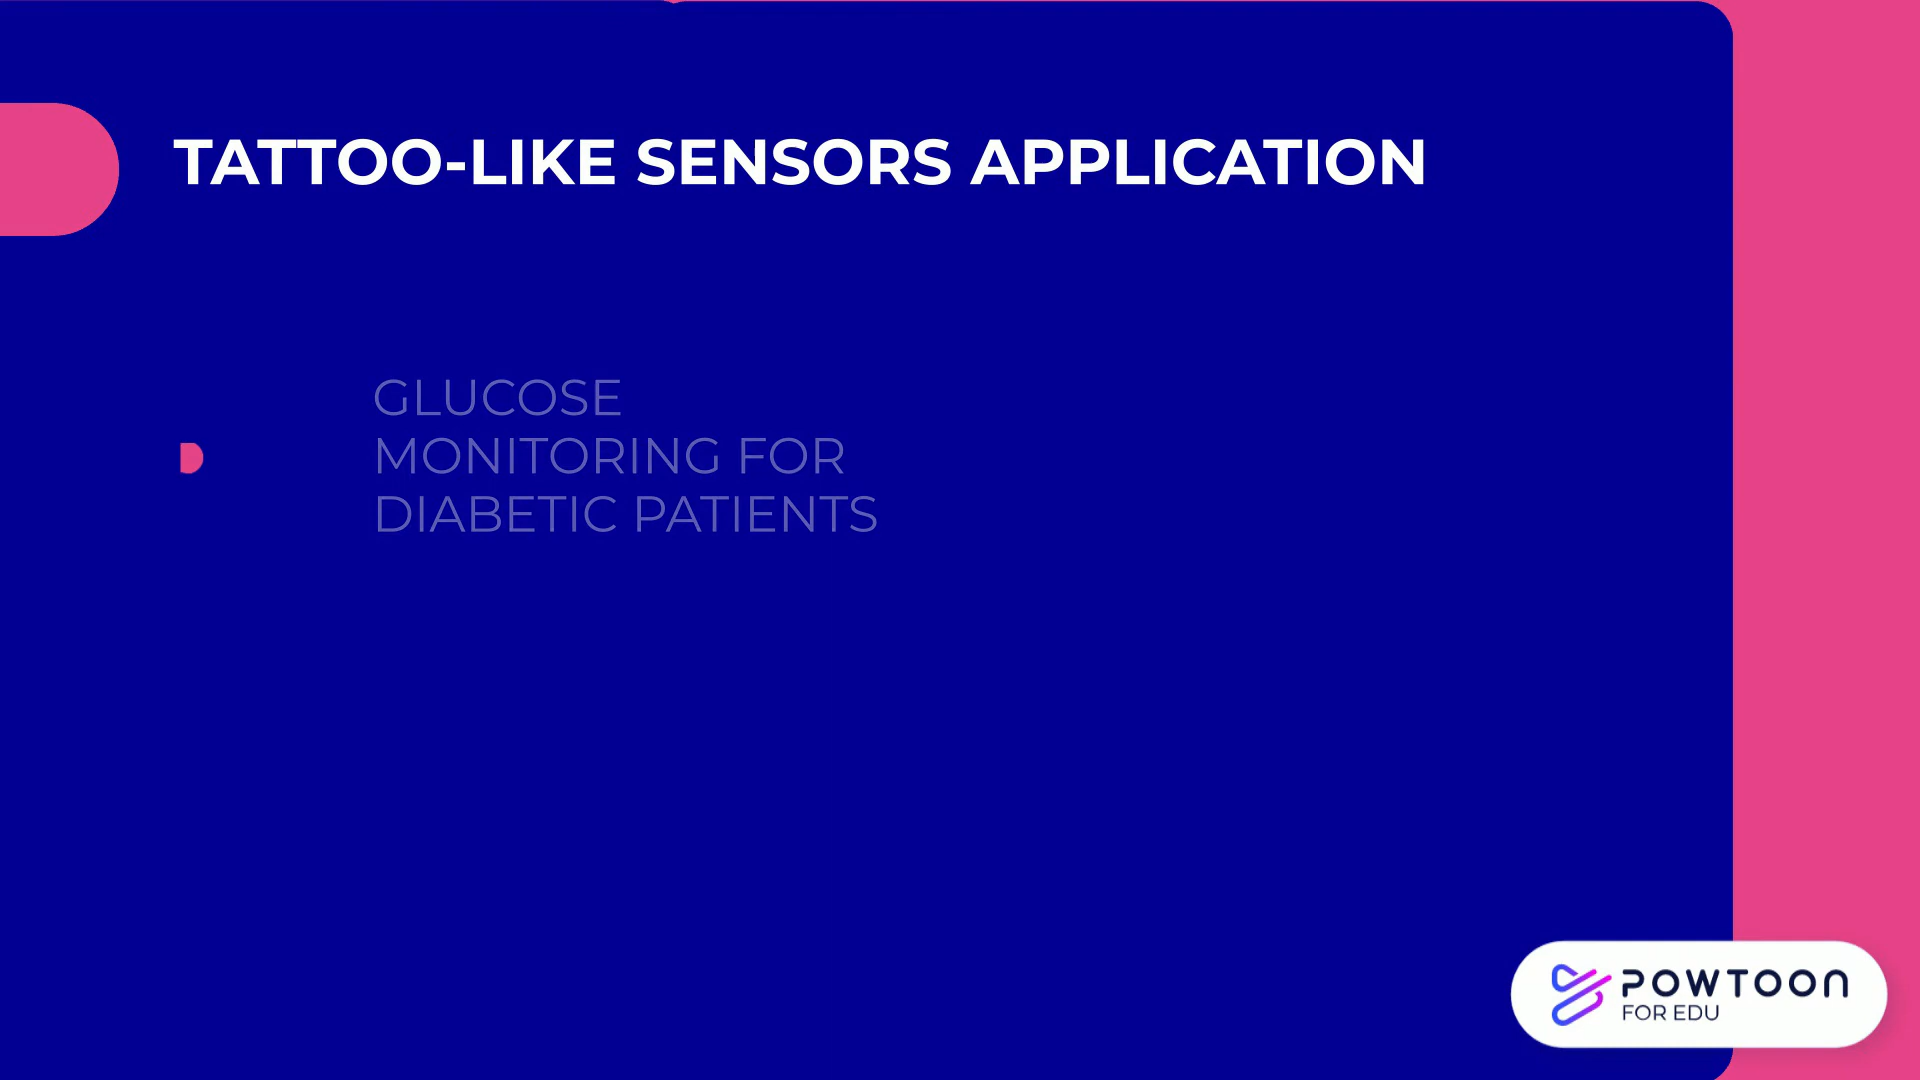 TATTOO-LIKE SENSORS APPLICATION
GLUCOSE
MONITORING FOR
DIABETIC PATIENTS
POWTOON
FOR EDU